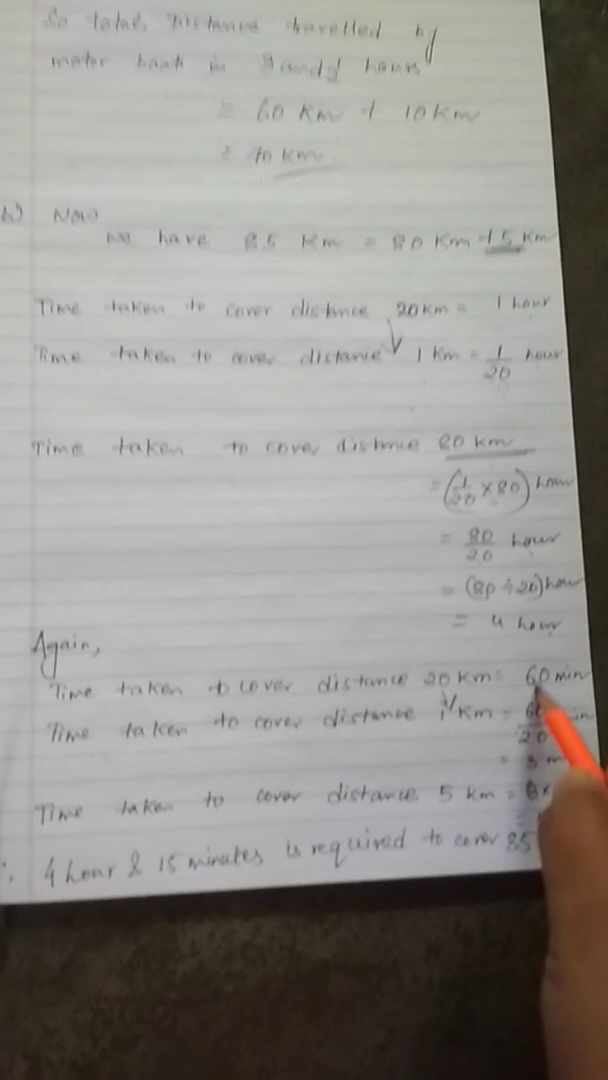 So total Distance travelled by
motor boat in 3 and ½ hours
= 60 Km + 10 Km
= 70 km
b) Now
We have 85 Km = 80 Km + 5 Km
Time taken to cover distance 20 km = 1 hour
Time taken to cover distance 1 Km = 1/20 hour
Time taken to cover distance 80 km
= (1/20 × 80) hour
= 80/20 hour
= (80 ÷ 20) hour
= 4 hour
Again,
Time taken to cover distance 20 Km = 60 min
Time taken to cover distance 1 Km = 60/20
= 3 m
Time taken to cover distance 5 km =
∴ 4 hour & 15 minutes is required to cover 85